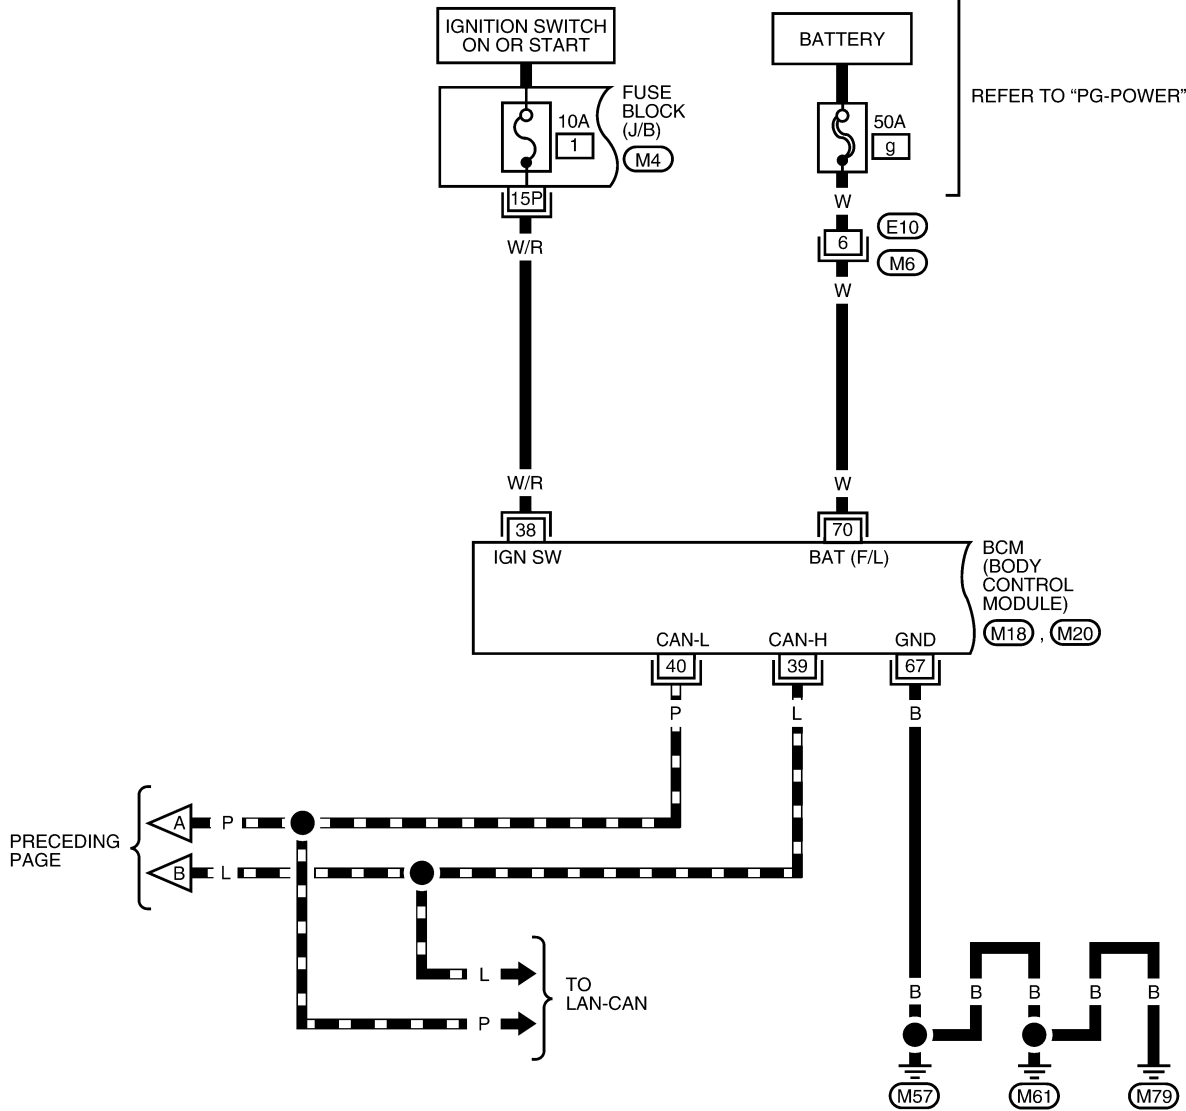 IGNITION SWITCH
ON OR START
BATTERY
REFER TO “PG-POWER”
FUSE
BLOCK
(J/B)
M4
10A
1
50A
g
15P
W
W/R
E10
6
M6
W
W/R
W
38
70
IGN SW
BAT (F/L)
BCM
(BODY
CONTROL
MODULE)
M18 , M20
CAN-L
CAN-H
GND
40
39
67
P
L
B
PRECEDING
PAGE
A
P
B
L
L
P
TO
LAN-CAN
B
B
B
B
B
M57
M61
M79